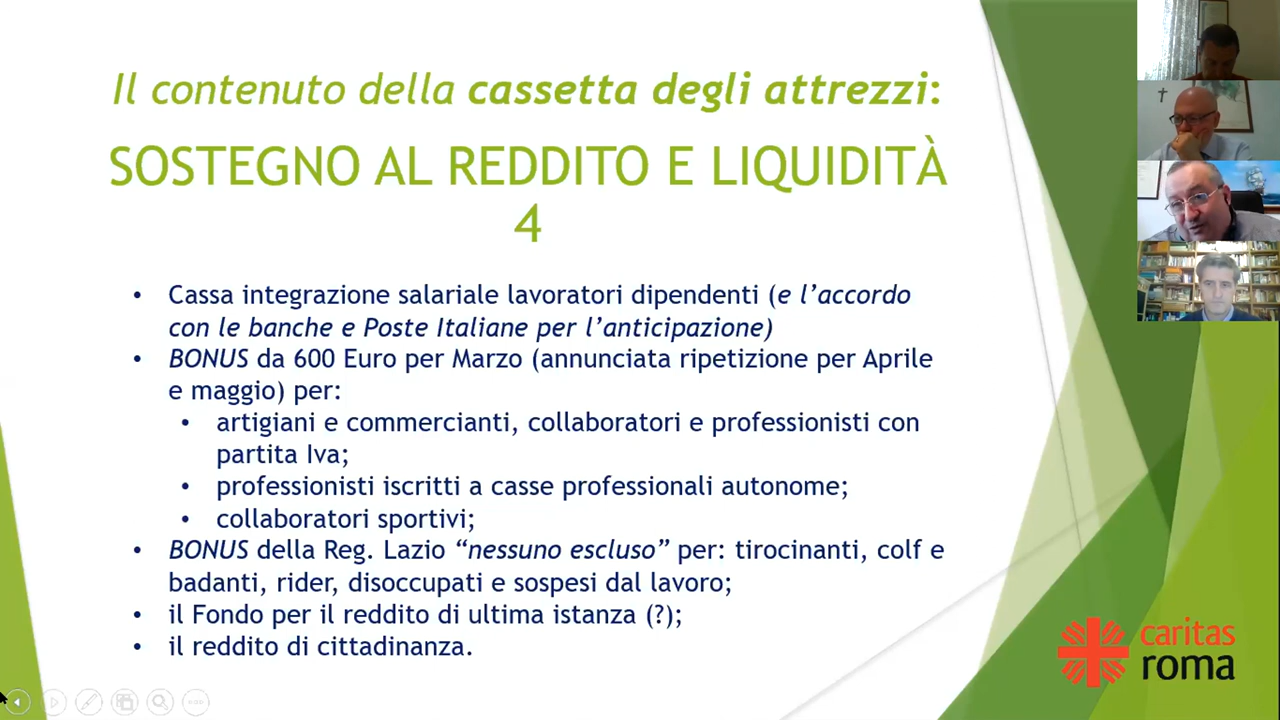 Il contenuto della cassetta degli attrezzi:
SOSTEGNO AL REDDITO E LIQUIDITÀ
4
• Cassa integrazione salariale lavoratori dipendenti (e l’accordo
con le banche e Poste Italiane per l’anticipazione)
• BONUS da 600 Euro per Marzo (annunciata ripetizione per Aprile
e maggio) per:
• artigiani e commercianti, collaboratori e professionisti con
partita Iva;
• professionisti iscritti a casse professionali autonome;
• collaboratori sportivi;
• BONUS della Reg. Lazio “nessuno escluso” per: tirocinanti, colf e
badanti, rider, disoccupati e sospesi dal lavoro;
• il Fondo per il reddito di ultima istanza (?);
• il reddito di cittadinanza.
caritas
roma